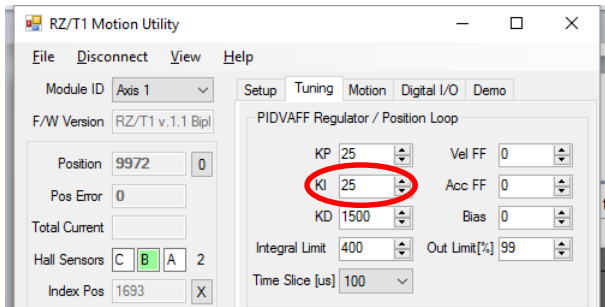 RZ/T1 Motion Utility
File Disconnect View Help
Module ID Axis 1
F/W Version RZ/T1 v.1.1 Bipl
Position 9972 0
Pos Error 0
Total Current
Hall Sensors C B A 2
Index Pos 1693 X
Setup Tuning Motion Digital I/O Demo
PIDVAFF Regulator / Position Loop
KP 25 Vel FF 0
KI 25 Acc FF 0
KD 1500 Bias 0
Integral Limit 400 Out Limit[%] 99
Time Slice [us] 100